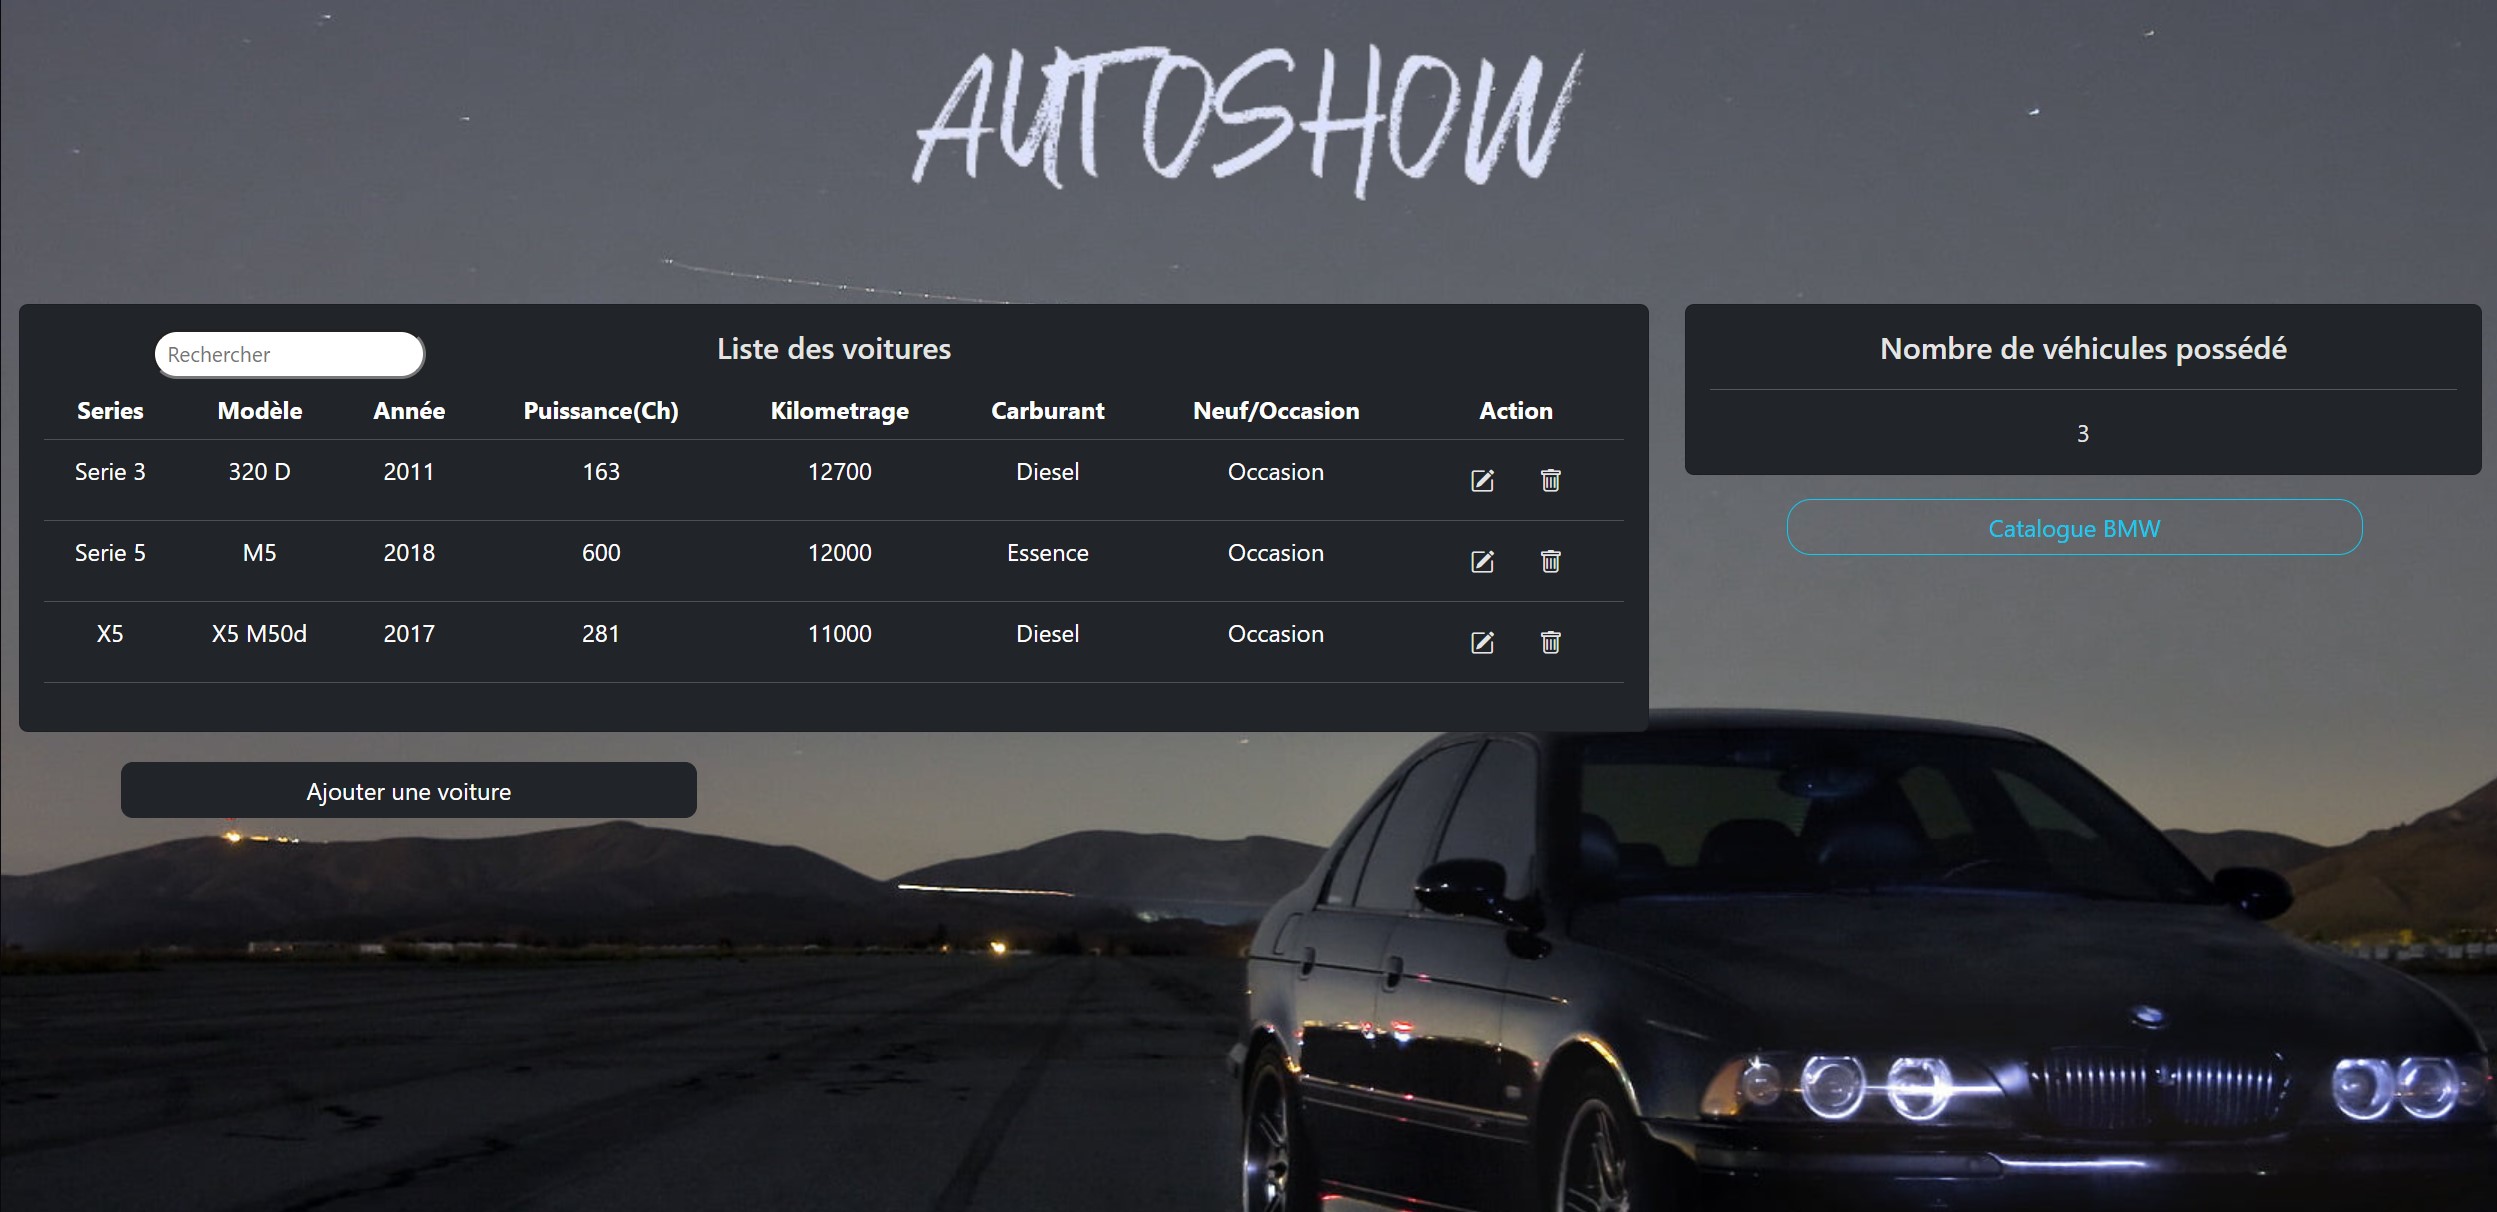 AUTOSHOW
Rechercher
Liste des voitures
Series Modèle Année Puissance(Ch) Kilometrage Carburant Neuf/Occasion Action
Serie 3 320 D 2011 163 12700 Diesel Occasion
Serie 5 M5 2018 600 12000 Essence Occasion
X5 X5 M50d 2017 281 11000 Diesel Occasion
Ajouter une voiture
Nombre de véhicules possédé
3
Catalogue BMW